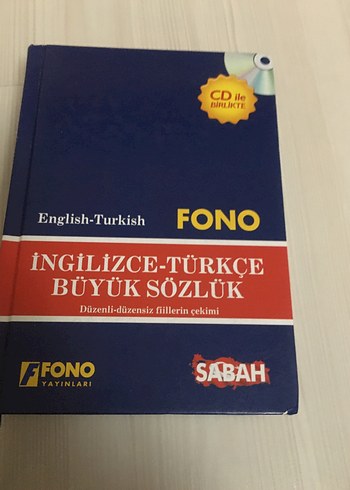 CD ile
BİRLİKTE
English-Turkish
FONO
İNGİLİZCE-TÜRKÇE
BÜYÜK SÖZLÜK
Düzenli-düzensiz fiillerin çekimi
FONO
YAYINLARI
SABAH